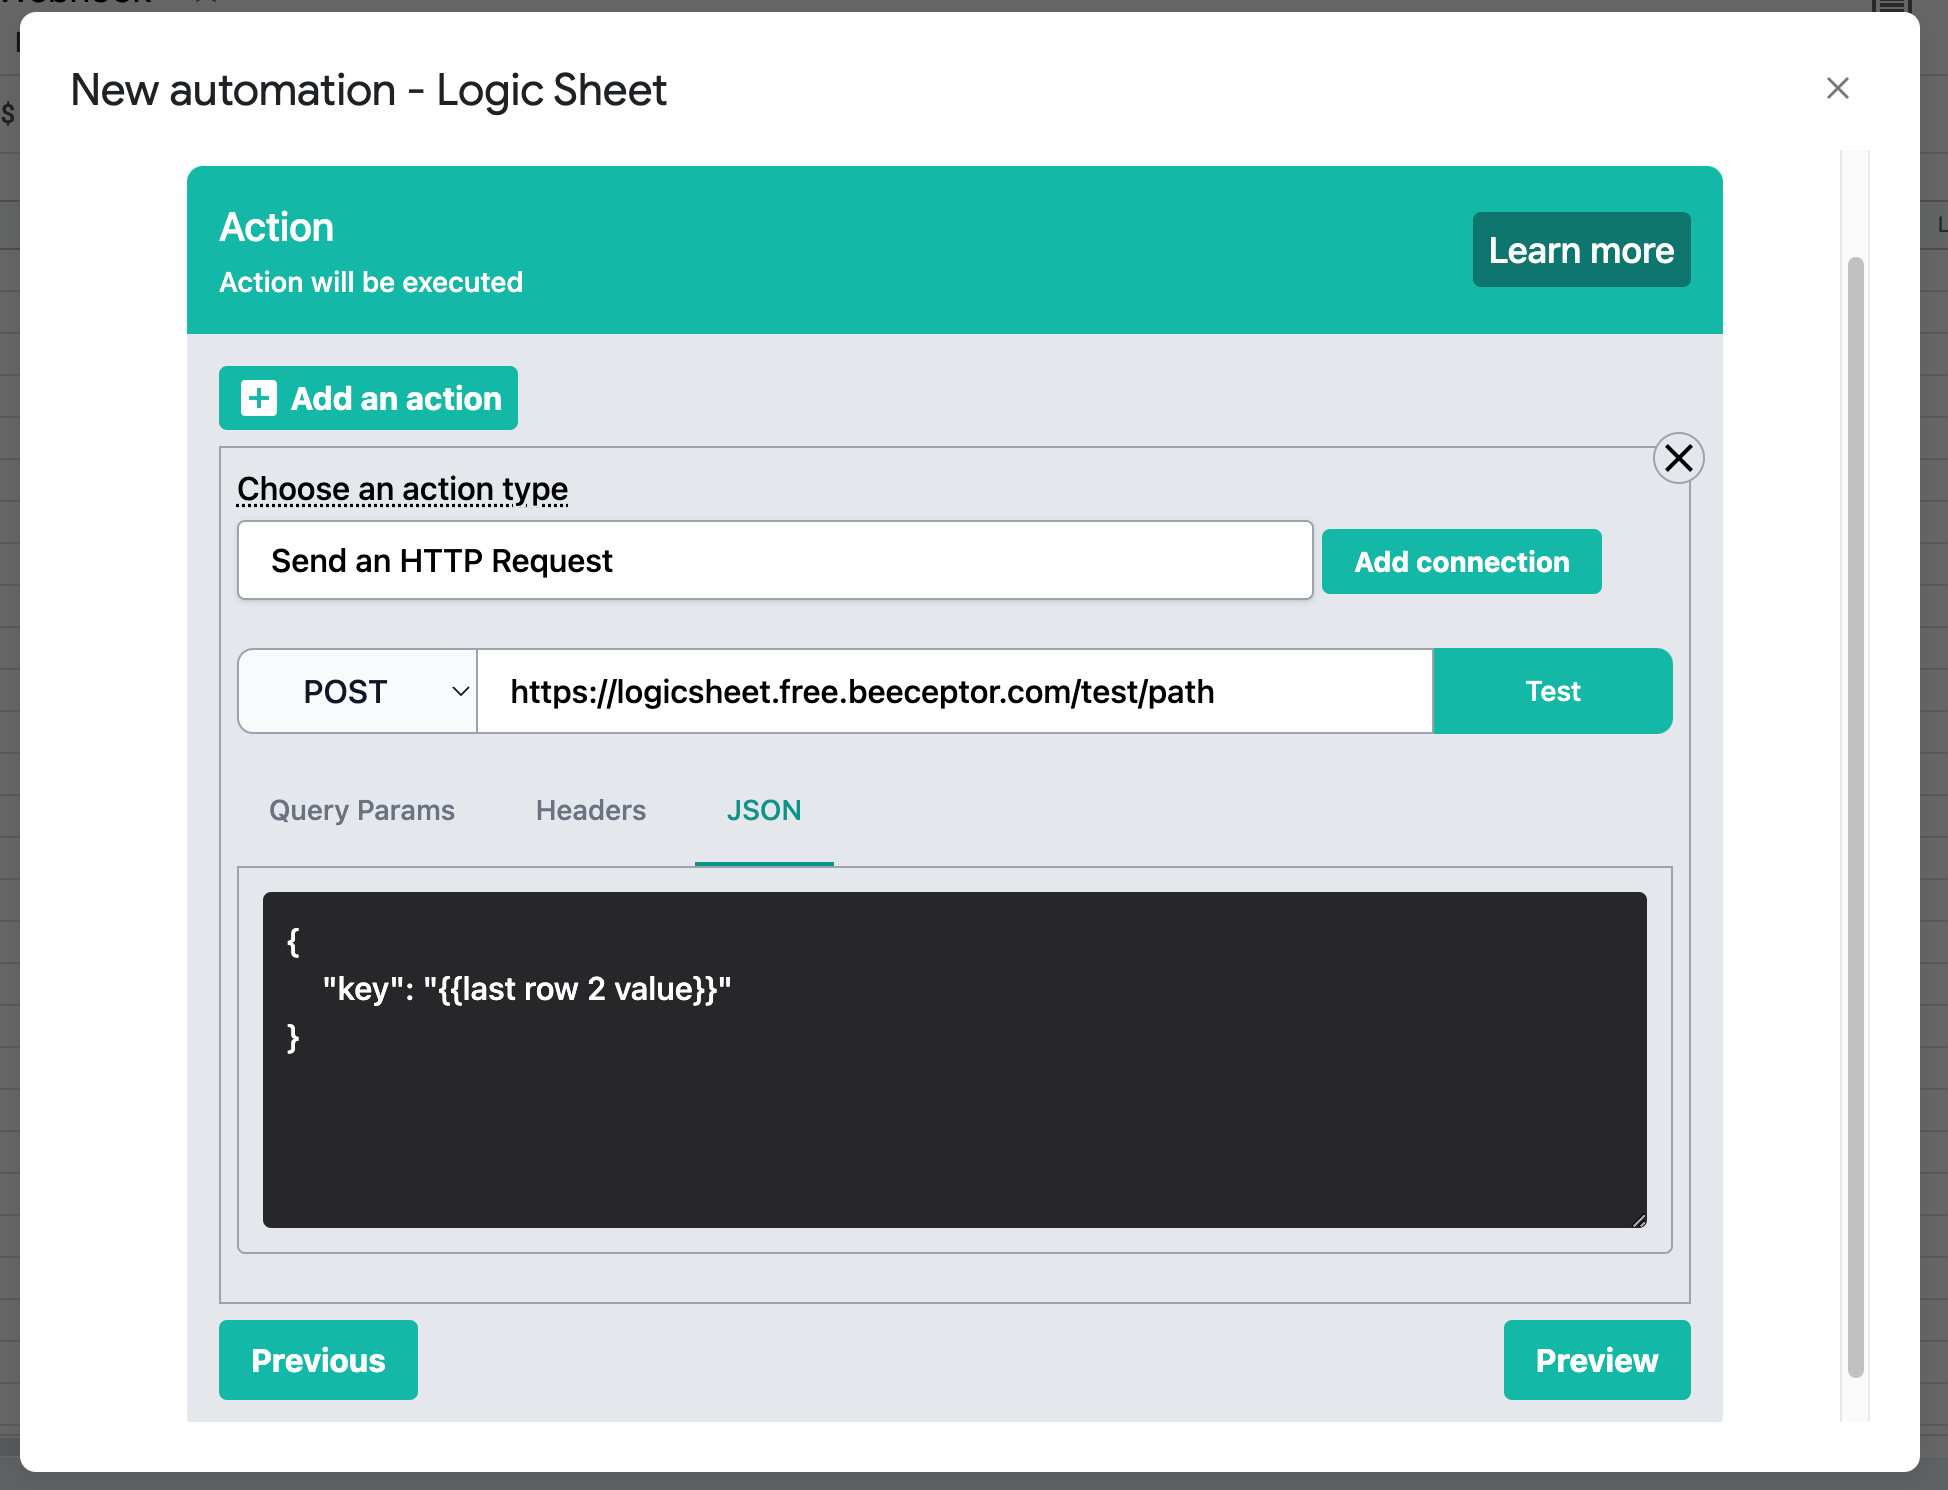 New automation - Logic Sheet
$
Action
Learn more
Action will be executed
Add an action
Choose an action type
Send an HTTP Request
Add connection
POST
https://logicsheet.free.beeceptor.com/test/path
Test
Query Params
Headers
JSON
{
"key": "{{last row 2 value}}"
}
Previous
Preview